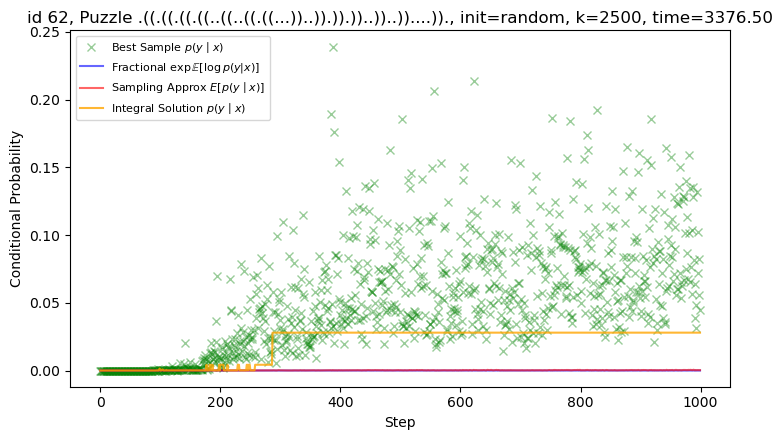 id 62, Puzzle .((.((.((.((..((..((.((...))..)).)).))..))..))....))., init=random, k=2500, time=3376.50
Best Sample p(y | x)
Fractional exp𝔼[log p(y|x)]
Sampling Approx E[p(y | x)]
Integral Solution p(y | x)
Conditional Probability
0.25
0.20
0.15
0.10
0.05
0.00
0 200 400 600 800 1000
Step